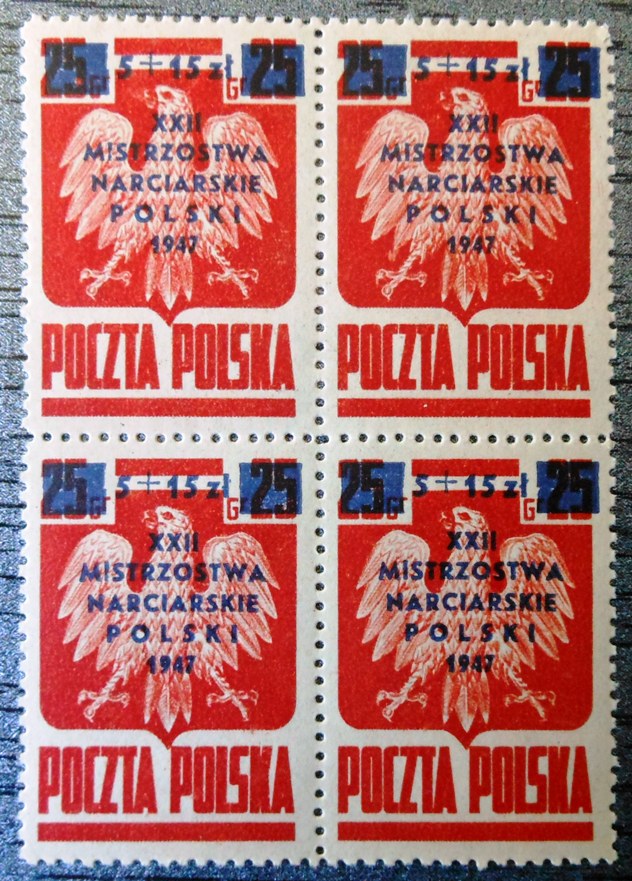 25 Gr 5+15 zł Gr 25
XXII
MISTRZOSTWA
NARCIARSKIE
POLSKI
1947
POCZTA POLSKA
25 Gr 5+15 zł Gr 25
XXII
MISTRZOSTWA
NARCIARSKIE
POLSKI
1947
POCZTA POLSKA
25 Gr 5+15 zł Gr 25
XXII
MISTRZOSTWA
NARCIARSKIE
POLSKI
1947
POCZTA POLSKA
25 Gr 5+15 zł Gr 25
XXII
MISTRZOSTWA
NARCIARSKIE
POLSKI
1947
POCZTA POLSKA